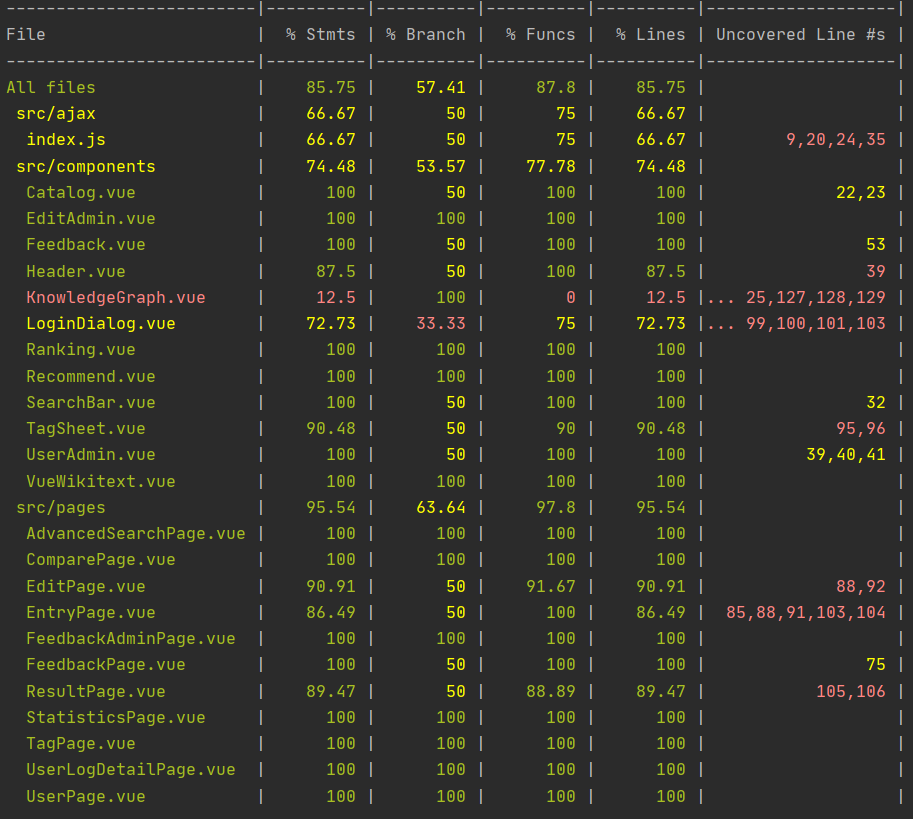 --------------------------|----------|----------|----------|----------|-------------------|
File                      |  % Stmts | % Branch |  % Funcs |  % Lines | Uncovered Line #s |
--------------------------|----------|----------|----------|----------|-------------------|
All files                 |    85.75 |    57.41 |     87.8 |    85.75 |                   |
 src/ajax                 |    66.67 |       50 |       75 |    66.67 |                   |
  index.js                |    66.67 |       50 |       75 |    66.67 |        9,20,24,35 |
 src/components           |    74.48 |    53.57 |    77.78 |    74.48 |                   |
  Catalog.vue             |      100 |       50 |      100 |      100 |             22,23 |
  EditAdmin.vue           |      100 |      100 |      100 |      100 |                   |
  Feedback.vue            |      100 |       50 |      100 |      100 |                53 |
  Header.vue              |     87.5 |       50 |      100 |     87.5 |                39 |
  KnowledgeGraph.vue      |     12.5 |      100 |        0 |     12.5 |... 25,127,128,129 |
  LoginDialog.vue         |    72.73 |    33.33 |       75 |    72.73 |... 99,100,101,103 |
  Ranking.vue             |      100 |      100 |      100 |      100 |                   |
  Recommend.vue           |      100 |      100 |      100 |      100 |                   |
  SearchBar.vue           |      100 |       50 |      100 |      100 |                32 |
  TagSheet.vue            |    90.48 |       50 |       90 |    90.48 |             95,96 |
  UserAdmin.vue           |      100 |       50 |      100 |      100 |          39,40,41 |
  VueWikitext.vue         |      100 |      100 |      100 |      100 |                   |
 src/pages                |    95.54 |    63.64 |     97.8 |    95.54 |                   |
  AdvancedSearchPage.vue  |      100 |      100 |      100 |      100 |                   |
  ComparePage.vue         |      100 |      100 |      100 |      100 |                   |
  EditPage.vue            |    90.91 |       50 |    91.67 |    90.91 |             88,92 |
  EntryPage.vue           |    86.49 |       50 |      100 |    86.49 |  85,88,91,103,104 |
  FeedbackAdminPage.vue   |      100 |      100 |      100 |      100 |                   |
  FeedbackPage.vue        |      100 |       50 |      100 |      100 |                75 |
  ResultPage.vue          |    89.47 |       50 |    88.89 |    89.47 |           105,106 |
  StatisticsPage.vue      |      100 |      100 |      100 |      100 |                   |
  TagPage.vue             |      100 |      100 |      100 |      100 |                   |
  UserLogDetailPage.vue   |      100 |      100 |      100 |      100 |                   |
  UserPage.vue            |      100 |      100 |      100 |      100 |                   |